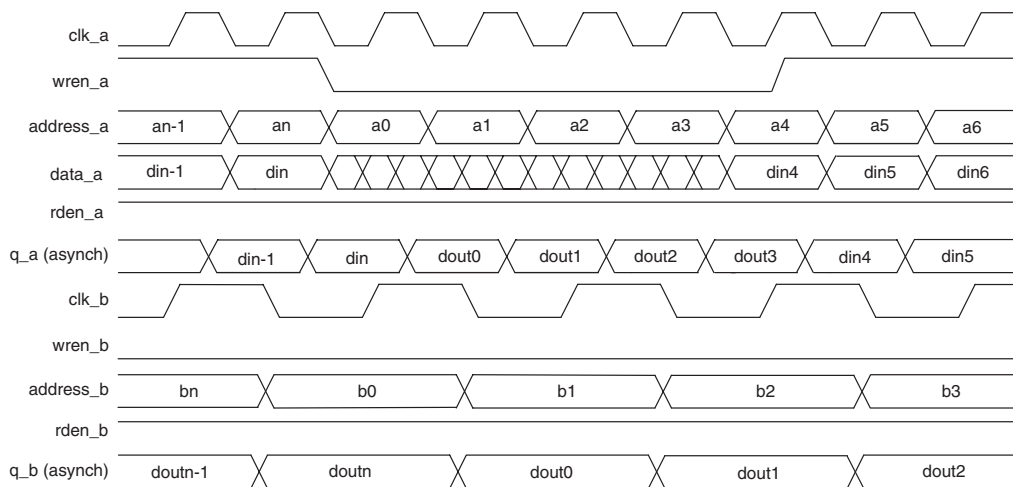 clk_a
wren_a
address_a an-1 an a0 a1 a2 a3 a4 a5 a6
data_a din-1 din din4 din5 din6
rden_a
q_a (asynch) din-1 din dout0 dout1 dout2 dout3 din4 din5
clk_b
wren_b
address_b bn b0 b1 b2 b3
rden_b
q_b (asynch) doutn-1 doutn dout0 dout1 dout2